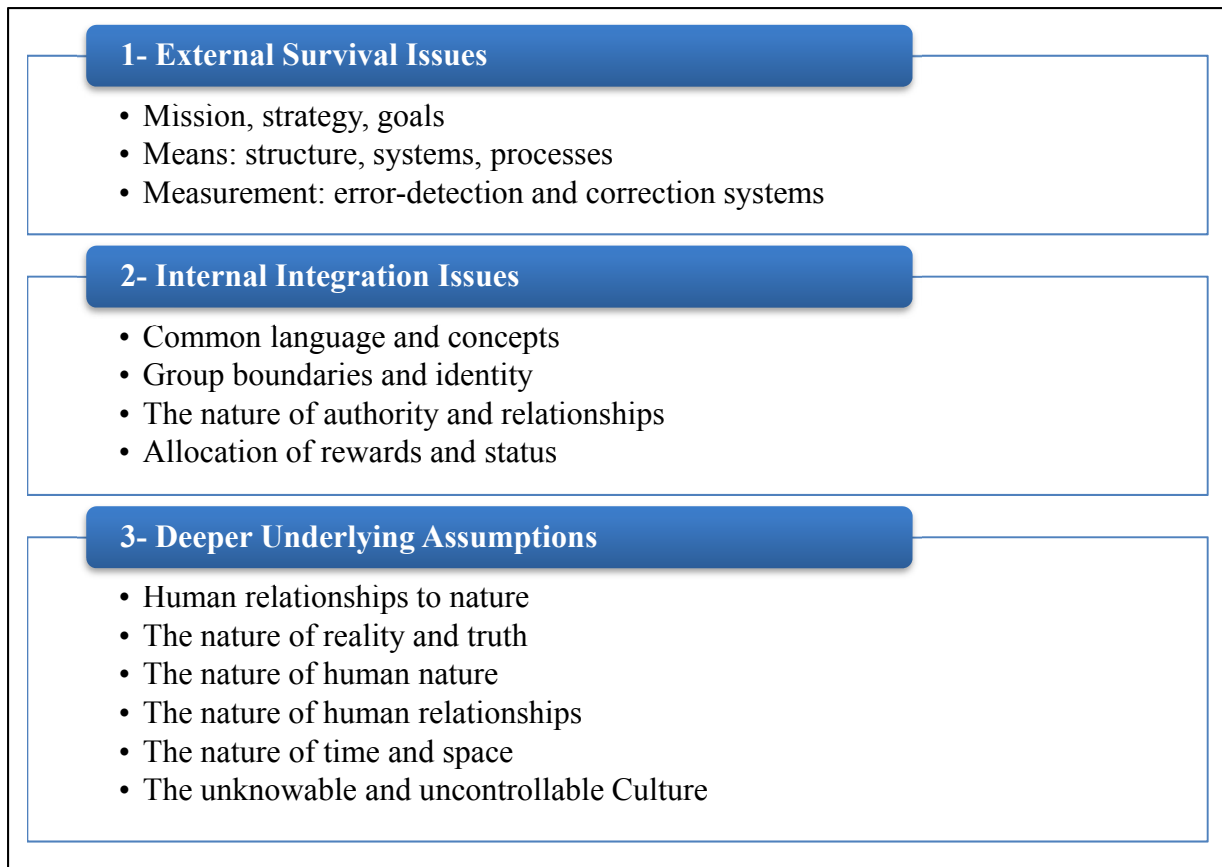 1- External Survival Issues
• Mission, strategy, goals
• Means: structure, systems, processes
• Measurement: error-detection and correction systems
2- Internal Integration Issues
• Common language and concepts
• Group boundaries and identity
• The nature of authority and relationships
• Allocation of rewards and status
3- Deeper Underlying Assumptions
• Human relationships to nature
• The nature of reality and truth
• The nature of human nature
• The nature of human relationships
• The nature of time and space
• The unknowable and uncontrollable Culture